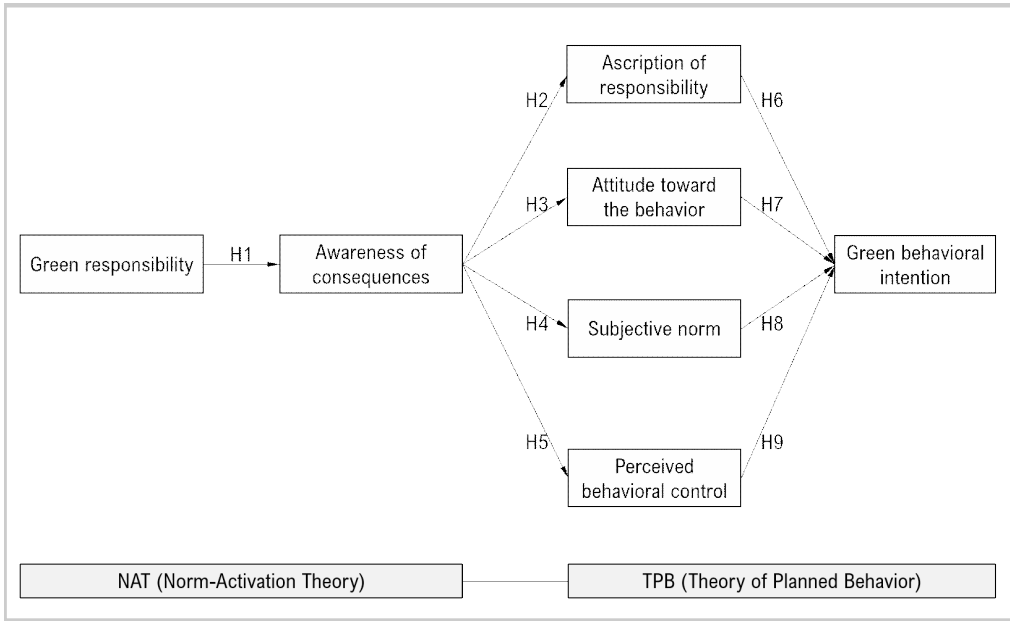 Ascription of
responsibility
H2
H6
Attitude toward
the behavior
H3
H7
Green responsibility
H1
Awareness of
consequences
Green behavioral
intention
H4
Subjective norm
H8
H5
H9
Perceived
behavioral control
NAT (Norm-Activation Theory)
TPB (Theory of Planned Behavior)